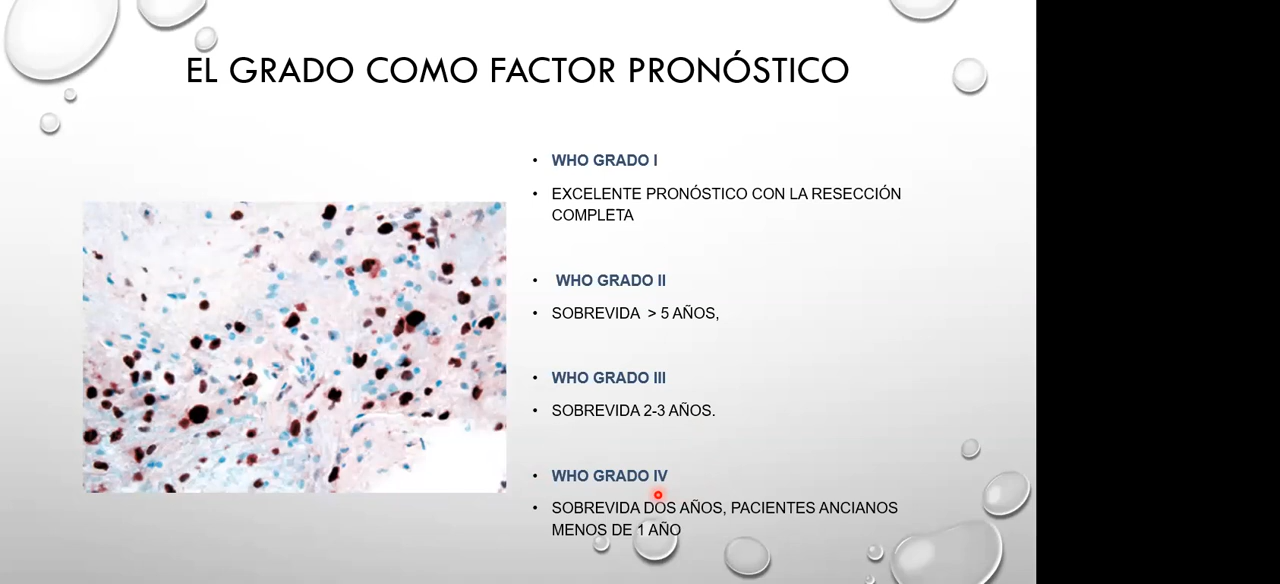 EL GRADO COMO FACTOR PRONÓSTICO
• WHO GRADO I
• EXCELENTE PRONÓSTICO CON LA RESECCIÓN
COMPLETA
• WHO GRADO II
• SOBREVIDA > 5 AÑOS,
• WHO GRADO III
• SOBREVIDA 2-3 AÑOS.
• WHO GRADO IV
• SOBREVIDA DOS AÑOS, PACIENTES ANCIANOS
MENOS DE 1 AÑO